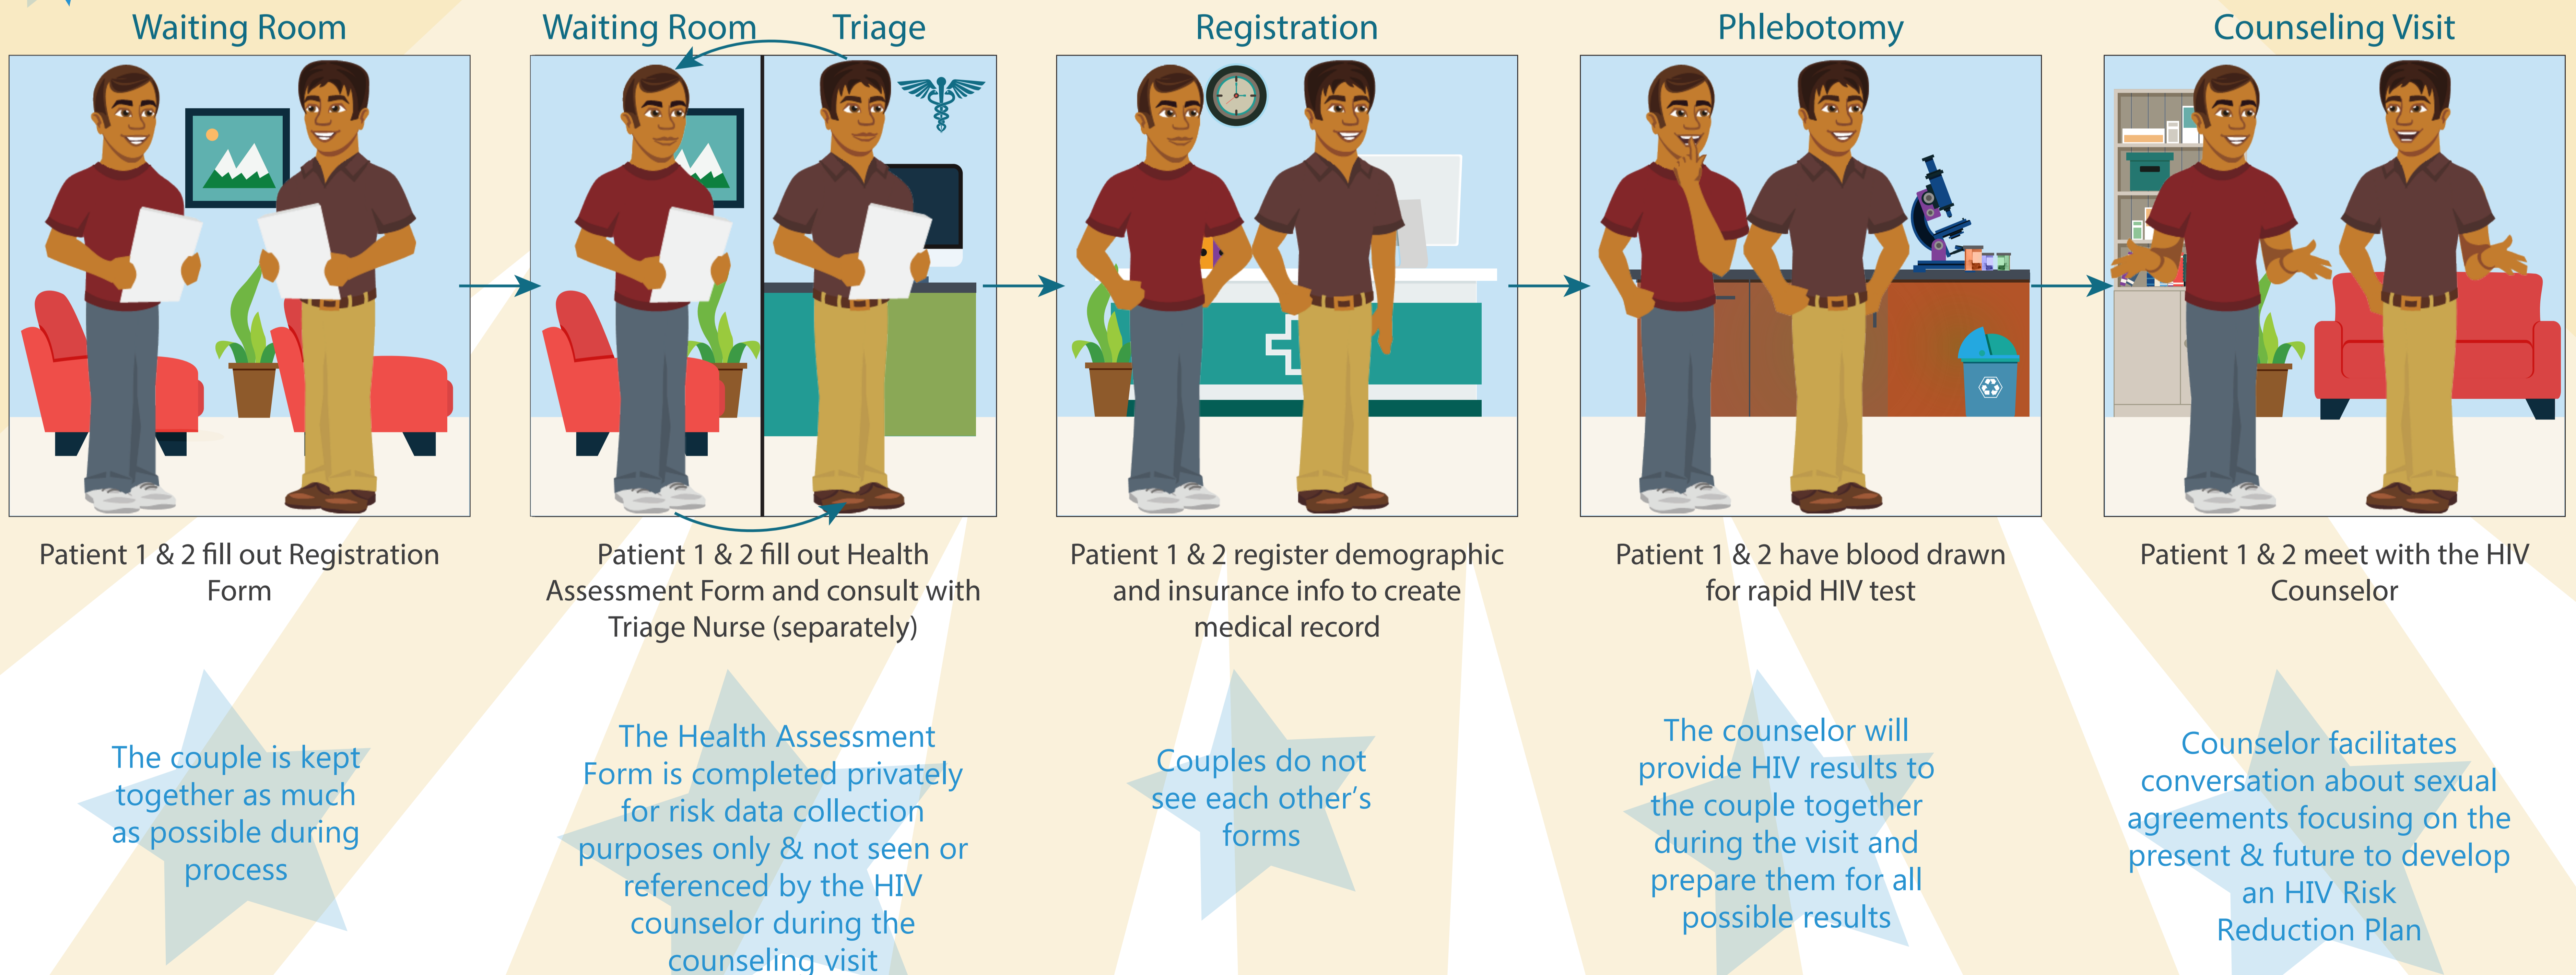 Waiting Room
Waiting Room
Triage
Registration
Phlebotomy
Counseling Visit
Patient 1 & 2 fill out Registration
Form
Patient 1 & 2 fill out Health
Assessment Form and consult with
Triage Nurse (separately)
Patient 1 & 2 register demographic
and insurance info to create
medical record
Patient 1 & 2 have blood drawn
for rapid HIV test
Patient 1 & 2 meet with the HIV
Counselor
The couple is kept
together as much
as possible during
process
The Health Assessment
Form is completed privately
for risk data collection
purposes only & not seen or
referenced by the HIV
counselor during the
counseling visit
Couples do not
see each other's
forms
The counselor will
provide HIV results to
the couple together
during the visit and
prepare them for all
possible results
Counselor facilitates
conversation about sexual
agreements focusing on the
present & future to develop
an HIV Risk
Reduction Plan